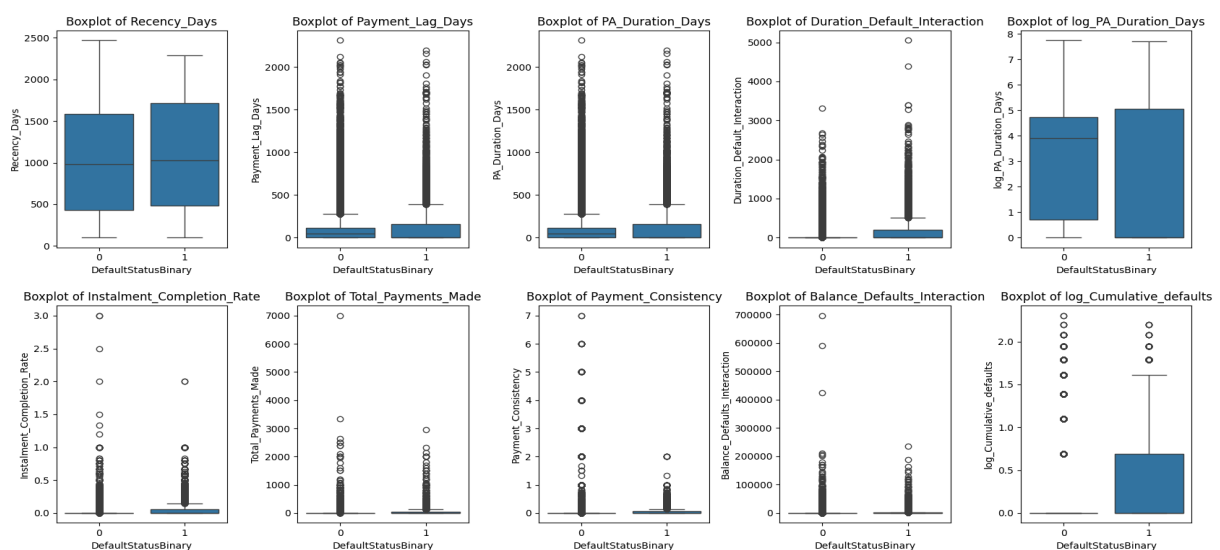 Boxplot of Recency_Days
Recency_Days
2500
2000
1500
1000
500
0
0 1
DefaultStatusBinary
Boxplot of Payment_Lag_Days
Payment_Lag_Days
2000
1500
1000
500
0
0 1
DefaultStatusBinary
Boxplot of PA_Duration_Days
PA_Duration_Days
2000
1500
1000
500
0
0 1
DefaultStatusBinary
Boxplot of Duration_Default_Interaction
Duration_Default_Interaction
5000
4000
3000
2000
1000
0
0 1
DefaultStatusBinary
Boxplot of log_PA_Duration_Days
log_PA_Duration_Days
8
7
6
5
4
3
2
1
0
0 1
DefaultStatusBinary
Boxplot of Instalment_Completion_Rate
Instalment_Completion_Rate
3.0
2.5
2.0
1.5
1.0
0.5
0.0
0 1
DefaultStatusBinary
Boxplot of Total_Payments_Made
Total_Payments_Made
7000
6000
5000
4000
3000
2000
1000
0
0 1
DefaultStatusBinary
Boxplot of Payment_Consistency
Payment_Consistency
7
6
5
4
3
2
1
0
0 1
DefaultStatusBinary
Boxplot of Balance_Defaults_Interaction
Balance_Defaults_Interaction
700000
600000
500000
400000
300000
200000
100000
0
0 1
DefaultStatusBinary
Boxplot of log_Cumulative_defaults
log_Cumulative_defaults
2.0
1.5
1.0
0.5
0.0
0 1
DefaultStatusBinary